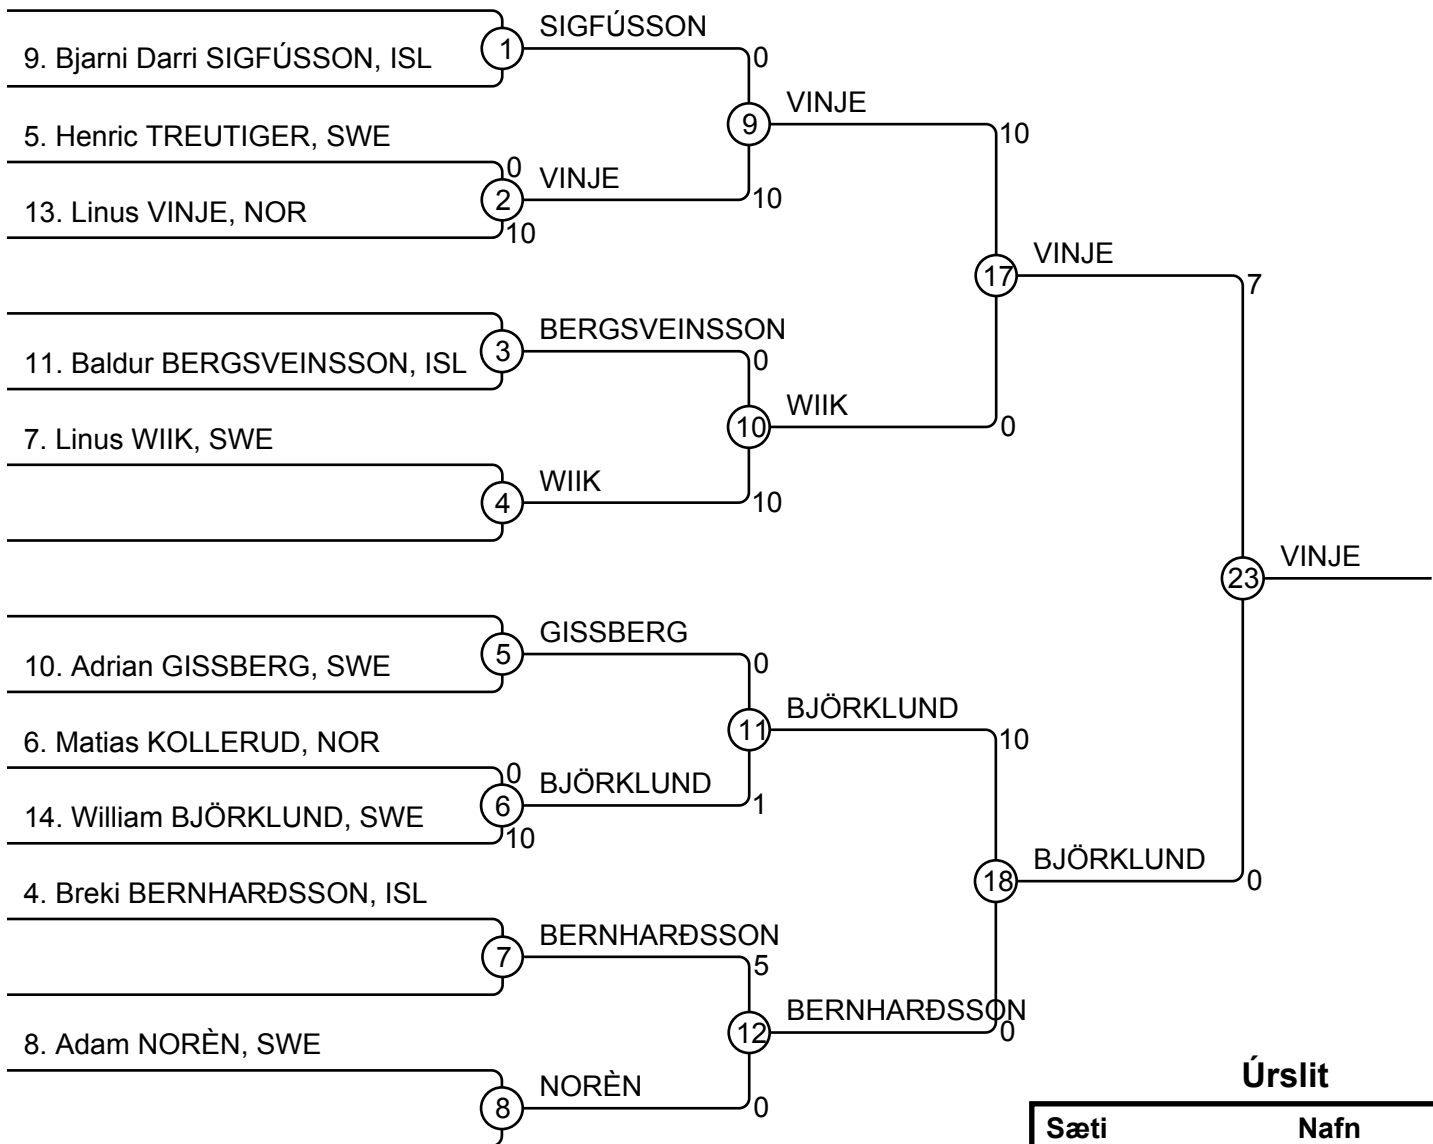 SIGFÚSSON
1
9. Bjarni Darri SIGFÚSSON, ISL
0
VINJE
9
10
5. Henric TREUTIGER, SWE
0
VINJE
2
10
13. Linus VINJE, NOR
10
VINJE
17
7
BERGSVEINSSON
3
0
11. Baldur BERGSVEINSSON, ISL
WIIK
10
0
7. Linus WIIK, SWE
WIIK
4
10
VINJE
23
GISSBERG
5
0
10. Adrian GISSBERG, SWE
BJÖRKLUND
11
10
6. Matias KOLLERUD, NOR
0
BJÖRKLUND
6
1
14. William BJÖRKLUND, SWE
10
BJÖRKLUND
18
0
4. Breki BERNHARÐSSON, ISL
BERNHARÐSSON
7
5
BERNHARÐSSON
12
0
8. Adam NORÈN, SWE
NORÈN
8
0
Úrslit
Sæti Nafn